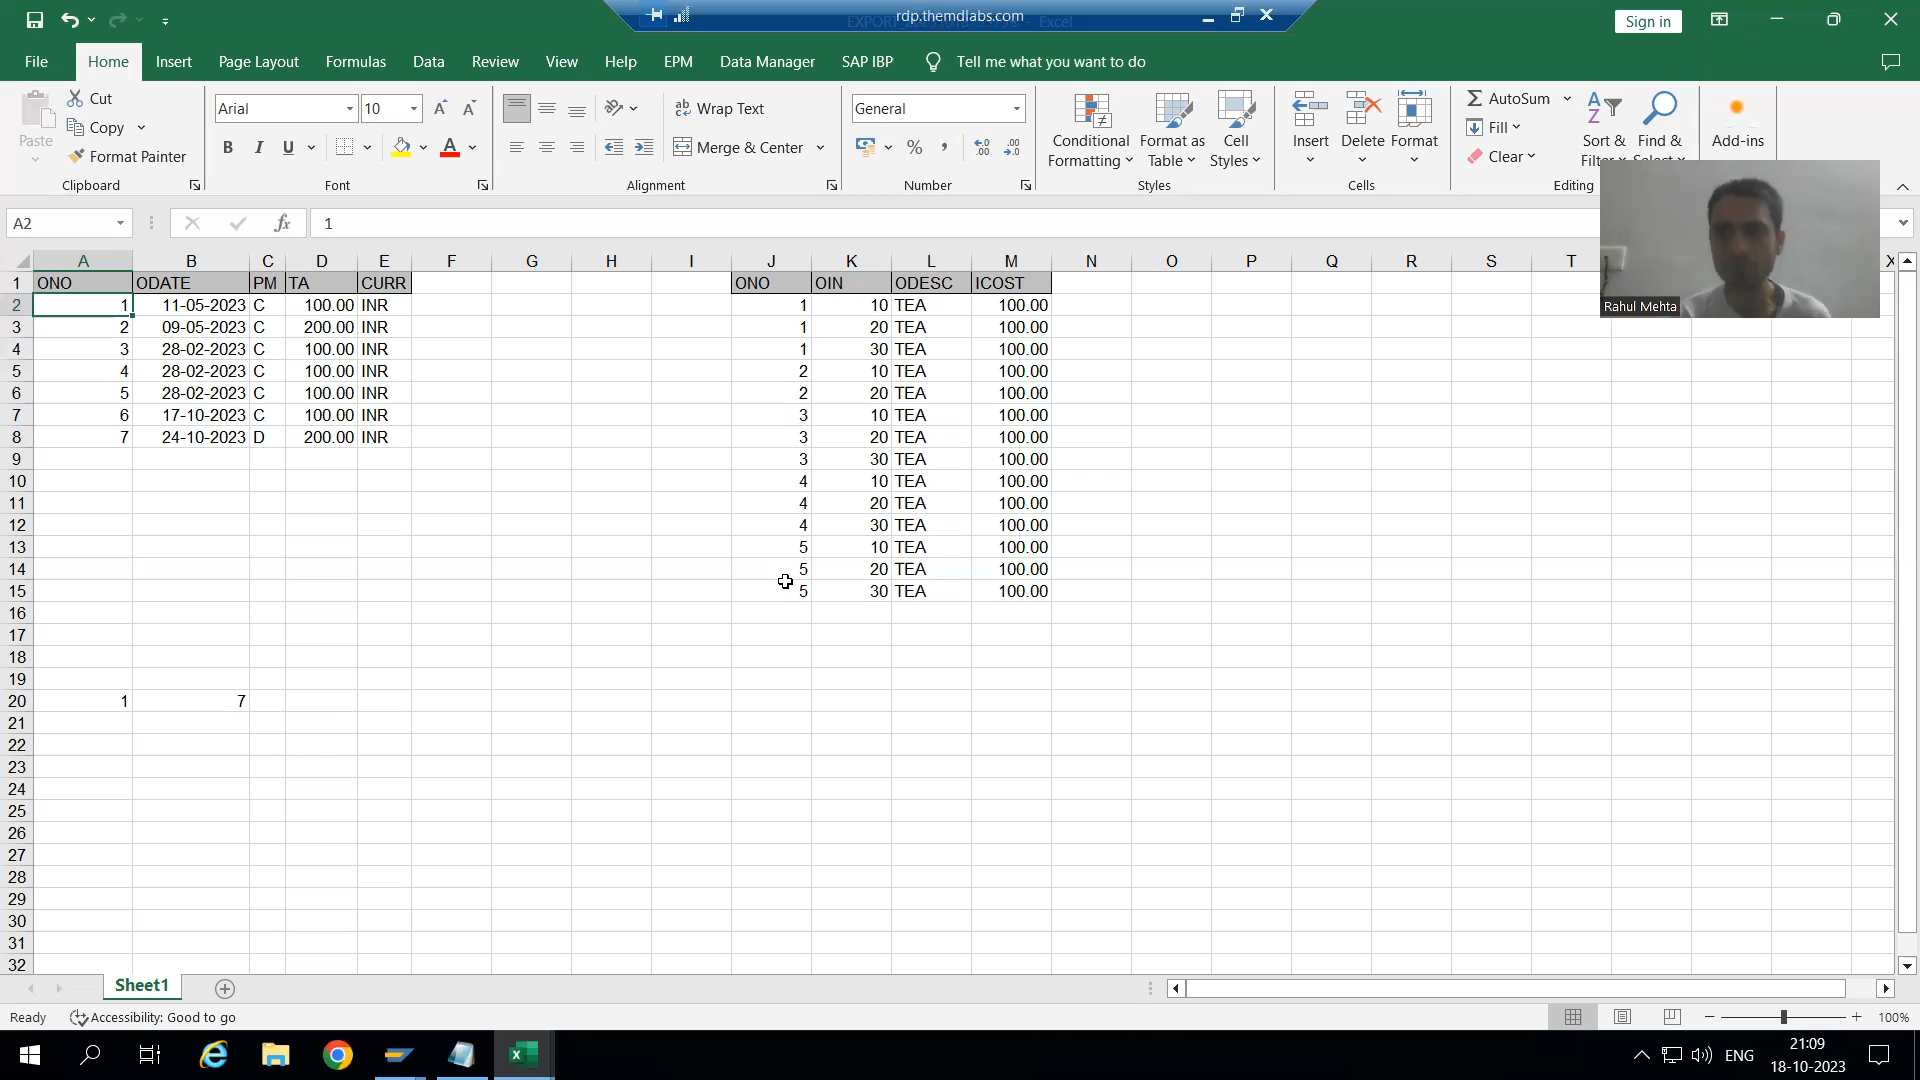 rdp.themdlabs.com
Sign in
File Home Insert Page Layout Formulas Data Review View Help EPM Data Manager SAP IBP Tell me what you want to do
Paste
Cut
Copy
Format Painter
Clipboard
Arial 10
B I U
Font
Wrap Text
Merge & Center
Alignment
General
Number
Conditional Formatting
Format as Table
Cell Styles
Styles
Insert Delete Format
Cells
AutoSum
Fill
Clear
Sort & Filter
Find & Select
Editing
Add-ins
A2 fx 1
Rahul Mehta
A B C D E F G H I J K L M N O P Q R S T X
1 ONO ODATE PM TA CURR ONO OIN ODESC ICOST
2 1 11-05-2023 C 100.00 INR 1 10 TEA 100.00
3 2 09-05-2023 C 200.00 INR 1 20 TEA 100.00
4 3 28-02-2023 C 100.00 INR 1 30 TEA 100.00
5 4 28-02-2023 C 100.00 INR 2 10 TEA 100.00
6 5 28-02-2023 C 100.00 INR 2 20 TEA 100.00
7 6 17-10-2023 C 100.00 INR 3 10 TEA 100.00
8 7 24-10-2023 D 200.00 INR 3 20 TEA 100.00
9 3 30 TEA 100.00
10 4 10 TEA 100.00
11 4 20 TEA 100.00
12 4 30 TEA 100.00
13 5 10 TEA 100.00
14 5 20 TEA 100.00
15 5 30 TEA 100.00
16
17
18
19
20 1 7
21
22
23
24
25
26
27
28
29
30
31
32
Sheet1
Ready Accessibility: Good to go 100%
ENG 21:09
18-10-2023